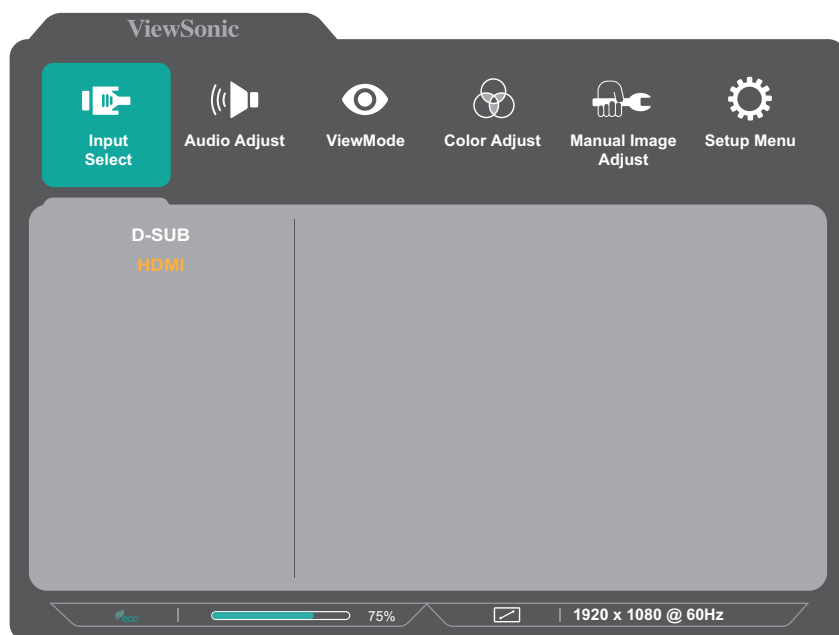 ViewSonic
Input Select
Audio Adjust
ViewMode
Color Adjust
Manual Image Adjust
Setup Menu
D-SUB
HDMI
eco
75%
1920 x 1080 @ 60Hz